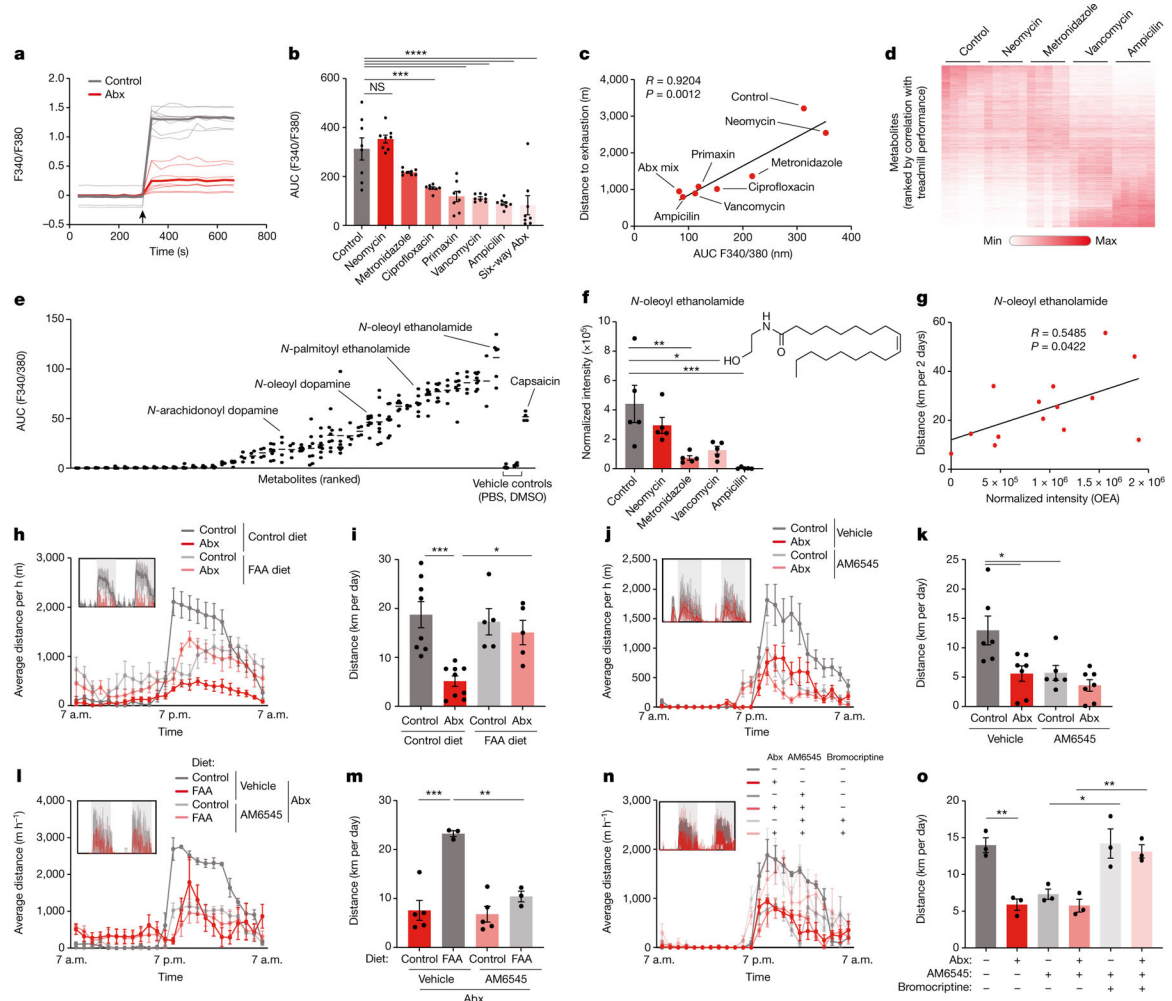 a
Control
Abx
F340/F380
1.5
1.0
0.5
0
–0.5
0 200 400 600 800
Time (s)
b
****
***
NS
AUC (F340/F380)
600
400
200
0
Control
Neomycin
Metronidazole
Ciprofloxacin
Primaxin
Vancomycin
Ampicilin
Six-way Abx
c
R = 0.9204
P = 0.0012
Distance to exhaustion (m)
4,000
3,000
2,000
1,000
0
Control
Neomycin
Metronidazole
Primaxin
Abx mix
Ciprofloxacin
Vancomycin
Ampicilin
0 100 200 300 400
AUC F340/380 (nm)
d
Control
Neomycin
Metronidazole
Vancomycin
Ampicilin
Metabolites
(ranked by correlation with
treadmill performance)
Min Max
e
AUC (F340/380)
150
100
50
0
N-arachidonoyl dopamine
N-oleoyl dopamine
N-palmitoyl ethanolamide
N-oleoyl ethanolamide
Capsaicin
Metabolites (ranked)
Vehicle controls
(PBS, DMSO)
f
N-oleoyl ethanolamide
Normalized intensity (×10⁵)
10
8
6
4
2
0
**
*
***
H
N
HO
O
Control
Neomycin
Metronidazole
Vancomycin
Ampicilin
g
N-oleoyl ethanolamide
R = 0.5485
P = 0.0422
Distance (km per 2 days)
80
60
40
20
0
0 5 × 10⁵ 1 × 10⁶ 1.5 × 10⁶ 2 × 10⁶
Normalized intensity (OEA)
h
Control
Abx
Control diet
Control
Abx
FAA diet
Average distance per h (m)
3,000
2,000
1,000
0
7 a.m. 7 p.m. 7 a.m.
Time
i
*** *
Distance (km per day)
30
20
10
0
Control Abx Control Abx
Control diet FAA diet
j
Control
Abx
Vehicle
Control
Abx
AM6545
Average distance per h (m)
2,500
2,000
1,500
1,000
500
0
7 a.m. 7 p.m. 7 a.m.
Time
k
*
Distance (km per day)
25
20
15
10
5
0
Control Abx Control Abx
Vehicle AM6545
l
Diet:
Control
FAA
Vehicle
Control
FAA
AM6545
Abx
Average distance (m h⁻¹)
4,000
3,000
2,000
1,000
0
7 a.m. 7 p.m. 7 a.m.
Time
m
*** **
Distance (km per day)
30
20
10
0
Diet: Control FAA Control FAA
Vehicle AM6545
Abx
n
Abx AM6545 Bromocriptine
– – –
+ – –
– + –
+ + –
– + +
+ + +
Average distance (m h⁻¹)
3,000
2,000
1,000
0
7 a.m. 7 p.m. 7 a.m.
Time
o
**
*
**
Distance (km per day)
25
20
15
10
5
0
Abx: – + – + – +
AM6545: – – + + + +
Bromocriptine: – – – – + +